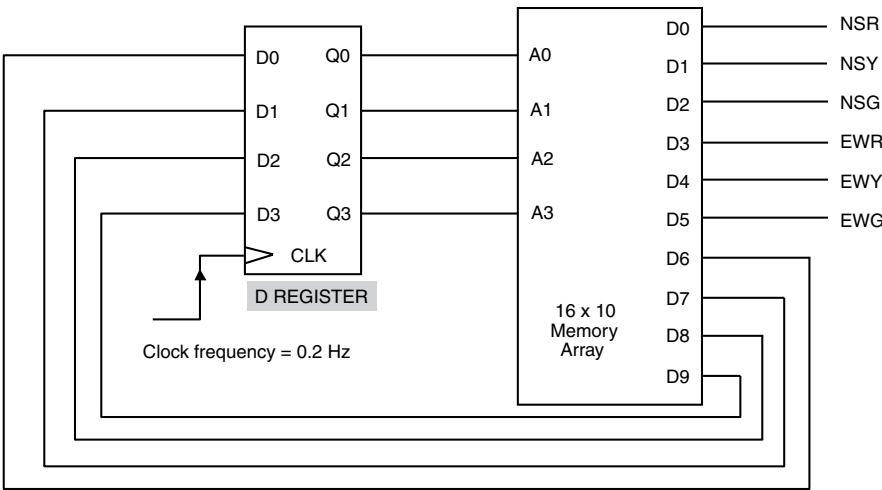 D0 Q0
D1 Q1
D2 Q2
D3 Q3
CLK
D REGISTER
Clock frequency = 0.2 Hz
A0
A1
A2
A3
16 x 10
Memory
Array
D0
D1
D2
D3
D4
D5
D6
D7
D8
D9
NSR
NSY
NSG
EWR
EWY
EWG